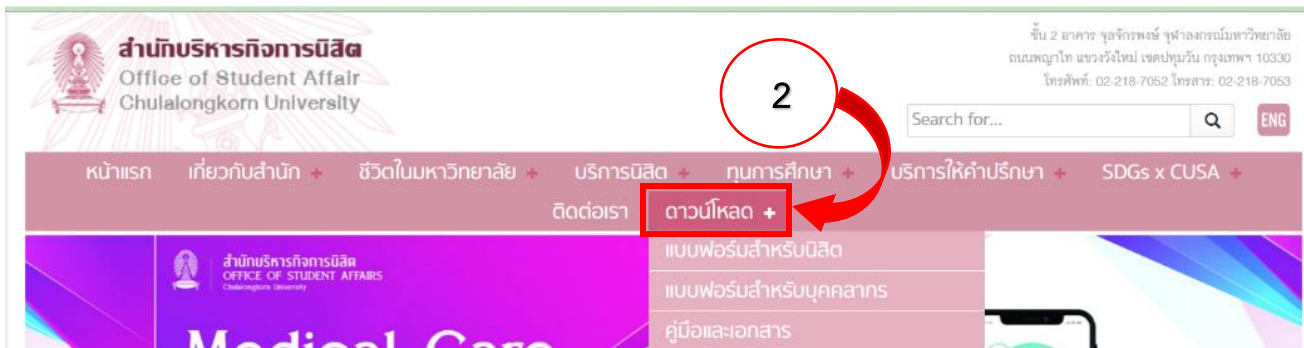 สำนักบริหารกิจการนิสิต
Office of Student Affair
Chulalongkorn University
ชั้น 2 อาคาร จุลจักรพงษ์ จุฬาลงกรณ์มหาวิทยาลัย
ถนนพญาไท แขวงวังใหม่ เขตปทุมวัน กรุงเทพฯ 10330
โทรศัพท์: 02-218-7052 โทรสาร: 02-218-7053
2
Search for...
ENG
หน้าแรก เกี่ยวกับสำนัก + ชีวิตในมหาวิทยาลัย + บริการนิสิต + ทุนการศึกษา + บริการให้คำปรึกษา + SDGs x CUSA +
ติดต่อเรา ดาวน์โหลด +
แบบฟอร์มสำหรับนิสิต
แบบฟอร์มสำหรับบุคคลากร
คู่มือและเอกสาร
สำนักบริหารกิจการนิสิต
OFFICE OF STUDENT AFFAIRS
Chulalongkorn University
Medical Care